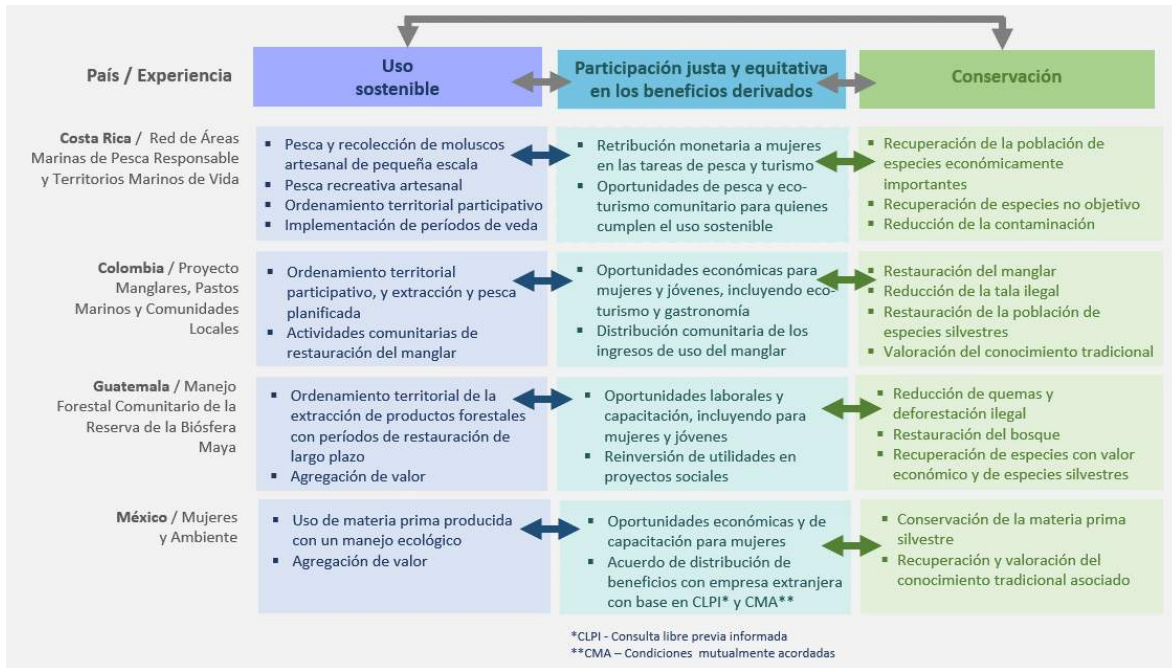 País / Experiencia
Uso
sostenible
Participación justa y equitativa
en los beneficios derivados
Conservación
Costa Rica / Red de Áreas
Marinas de Pesca Responsable
y Territorios Marinos de Vida
▪ Pesca y recolección de moluscos
artesanal de pequeña escala
▪ Pesca recreativa artesanal
▪ Ordenamiento territorial participativo
▪ Implementación de períodos de veda
▪ Retribución monetaria a mujeres
en las tareas de pesca y turismo
▪ Oportunidades de pesca y eco-
turismo comunitario para quienes
cumplen el uso sostenible
▪ Recuperación de la población de
especies económicamente
importantes
▪ Recuperación de especies no objetivo
▪ Reducción de la contaminación
Colombia / Proyecto
Manglares, Pastos
Marinos y Comunidades
Locales
▪ Ordenamiento territorial
participativo, y extracción y pesca
planificada
▪ Actividades comunitarias de
restauración del manglar
▪ Oportunidades económicas para
mujeres y jóvenes, incluyendo eco-
turismo y gastronomía
▪ Distribución comunitaria de los
ingresos de uso del manglar
▪ Restauración del manglar
▪ Reducción de la tala ilegal
▪ Restauración de la población de
especies silvestres
▪ Valoración del conocimiento tradicional
Guatemala / Manejo
Forestal Comunitario de la
Reserva de la Biósfera
Maya
▪ Ordenamiento territorial de la
extracción de productos forestales
con períodos de restauración de
largo plazo
▪ Agregación de valor
▪ Oportunidades laborales y
capacitación, incluyendo para
mujeres y jóvenes
▪ Reinversión de utilidades en
proyectos sociales
▪ Reducción de quemas y
deforestación ilegal
▪ Restauración del bosque
▪ Recuperación de especies con valor
económico y de especies silvestres
México / Mujeres
y Ambiente
▪ Uso de materia prima producida
con un manejo ecológico
▪ Agregación de valor
▪ Oportunidades económicas y de
capacitación para mujeres
▪ Acuerdo de distribución de
beneficios con empresa extranjera
con base en CLPI* y CMA**
▪ Conservación de la materia prima
silvestre
▪ Recuperación y valoración del
conocimiento tradicional asociado
*CLPI - Consulta libre previa informada
**CMA – Condiciones mutualmente acordadas